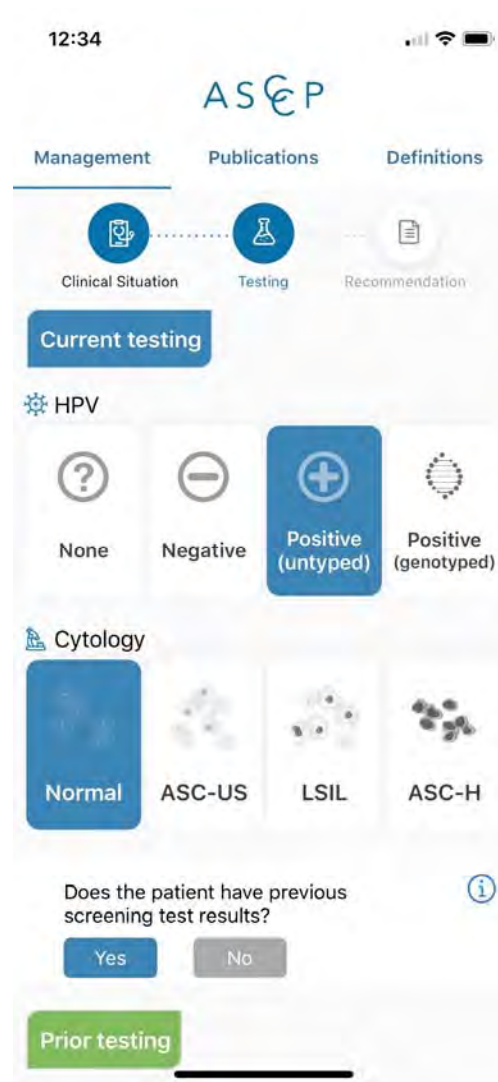 12:34
ASCCP
Management Publications Definitions
Clinical Situation Testing Recommendation
Current testing
HPV
None Negative Positive (untyped) Positive (genotyped)
Cytology
Normal ASC-US LSIL ASC-H
Does the patient have previous
screening test results?
Yes No
Prior testing